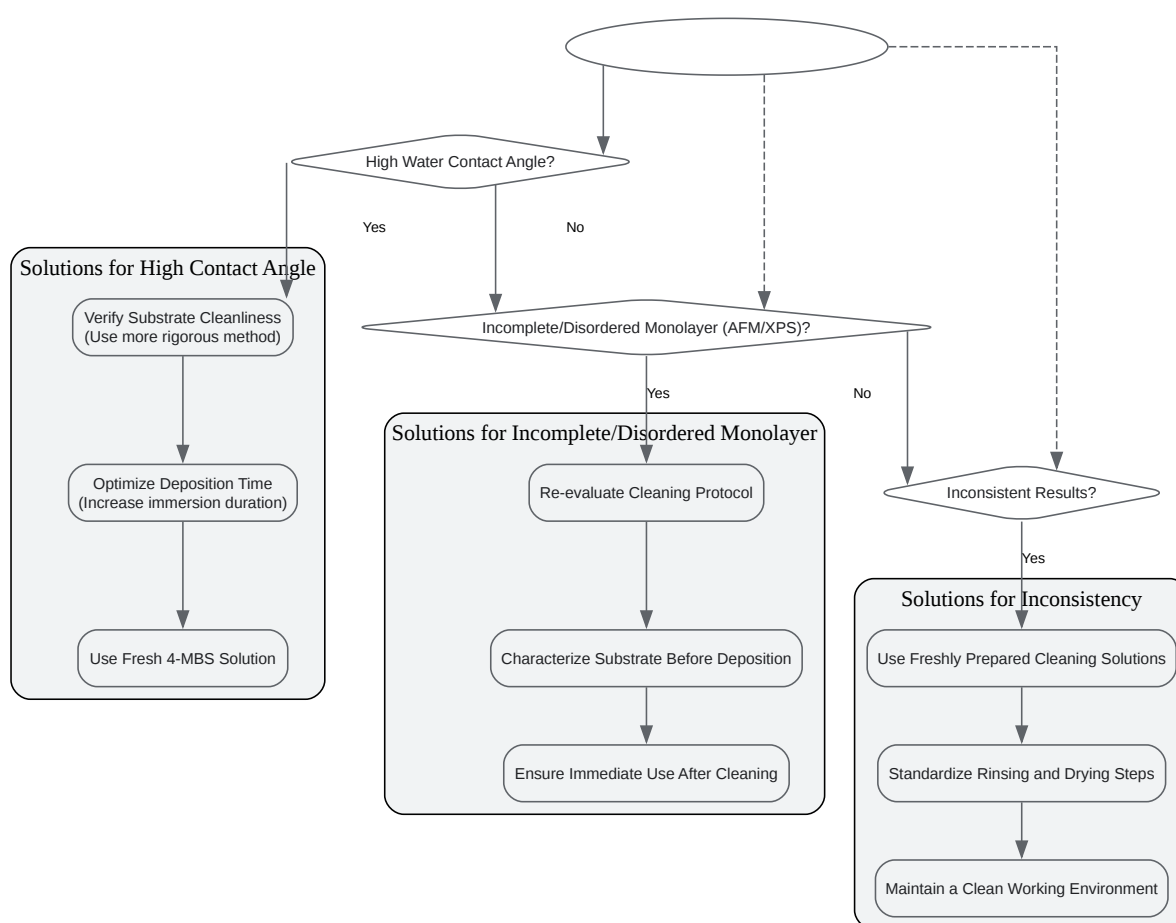 High Water Contact Angle?
Yes
No
Solutions for High Contact Angle
Verify Substrate Cleanliness
(Use more rigorous method)
Incomplete/Disordered Monolayer (AFM/XPS)?
Yes
No
Solutions for Incomplete/Disordered Monolayer
Optimize Deposition Time
(Increase immersion duration)
Re-evaluate Cleaning Protocol
Inconsistent Results?
Yes
Solutions for Inconsistency
Use Fresh 4-MBS Solution
Characterize Substrate Before Deposition
Use Freshly Prepared Cleaning Solutions
Ensure Immediate Use After Cleaning
Standardize Rinsing and Drying Steps
Maintain a Clean Working Environment